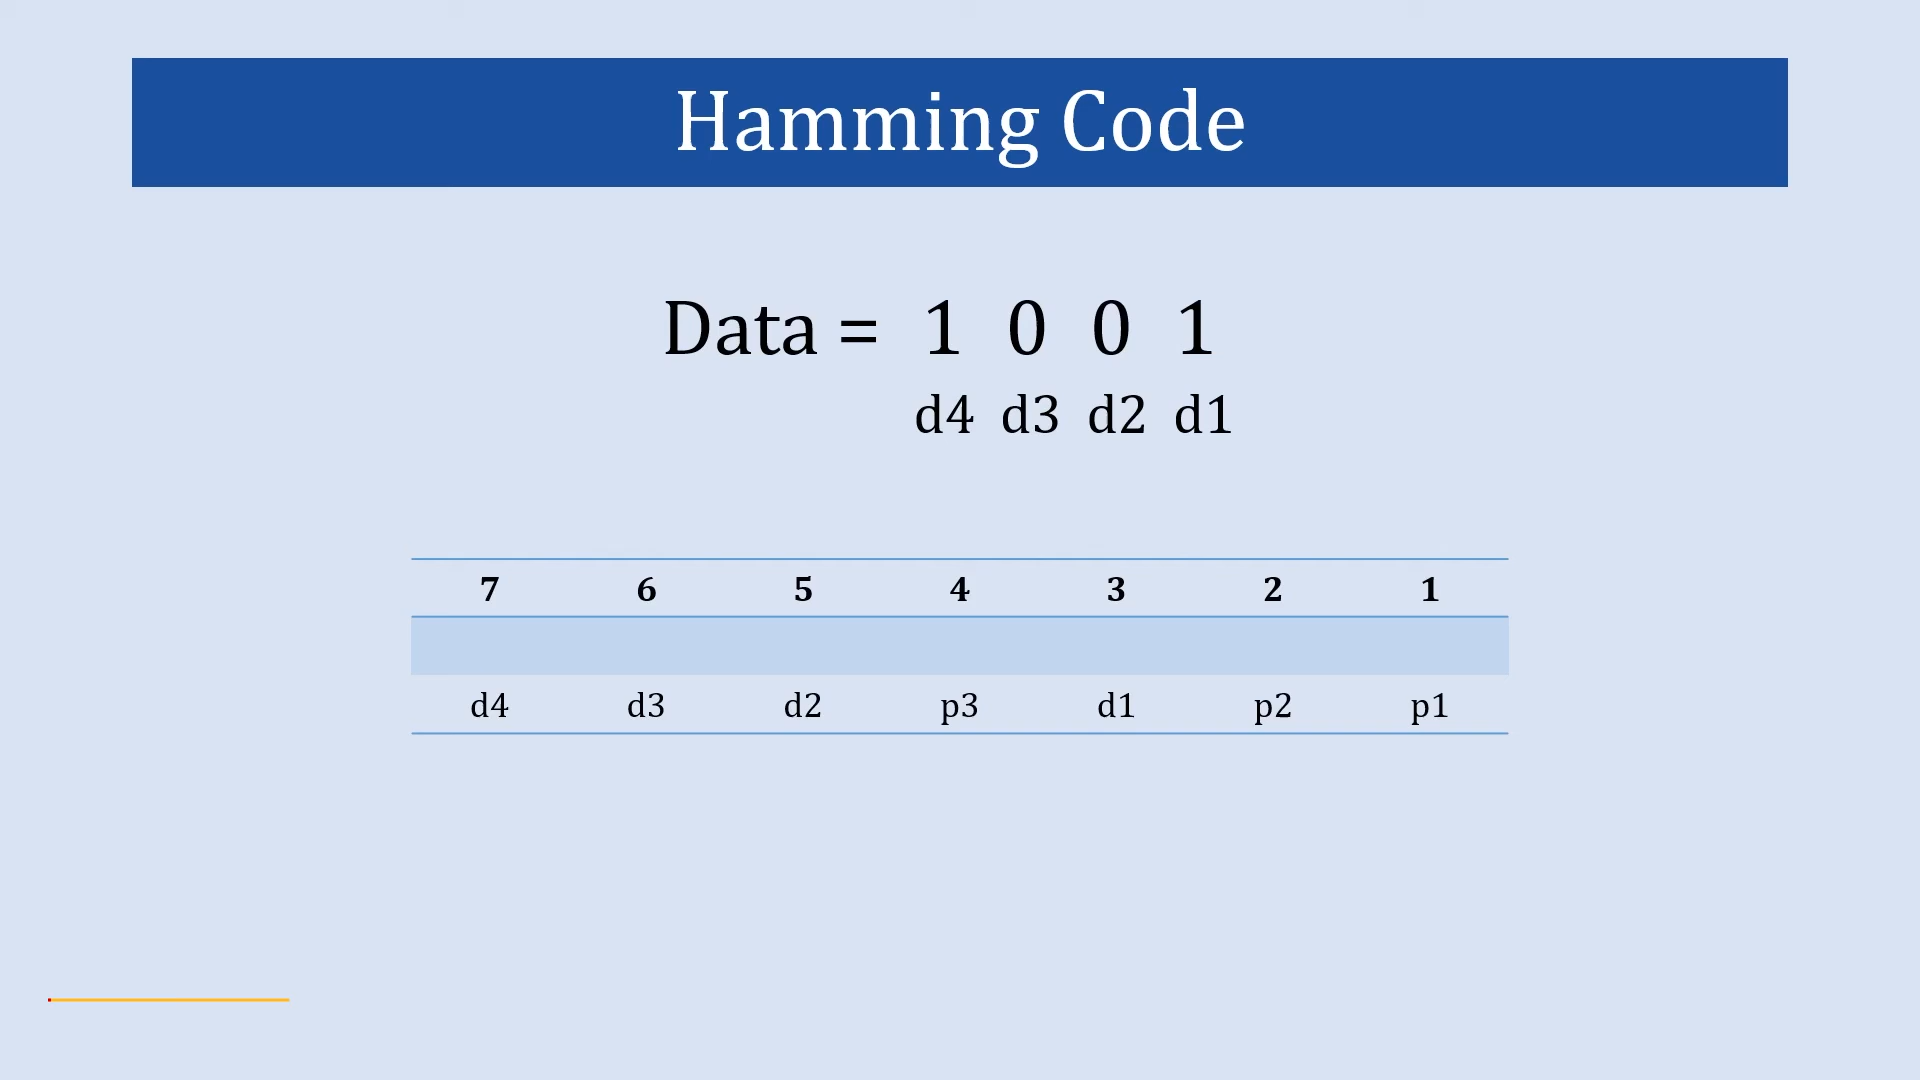 Hamming Code
Data = 1 0 0 1
d4 d3 d2 d1
7 6 5 4 3 2 1
d4 d3 d2 p3 d1 p2 p1